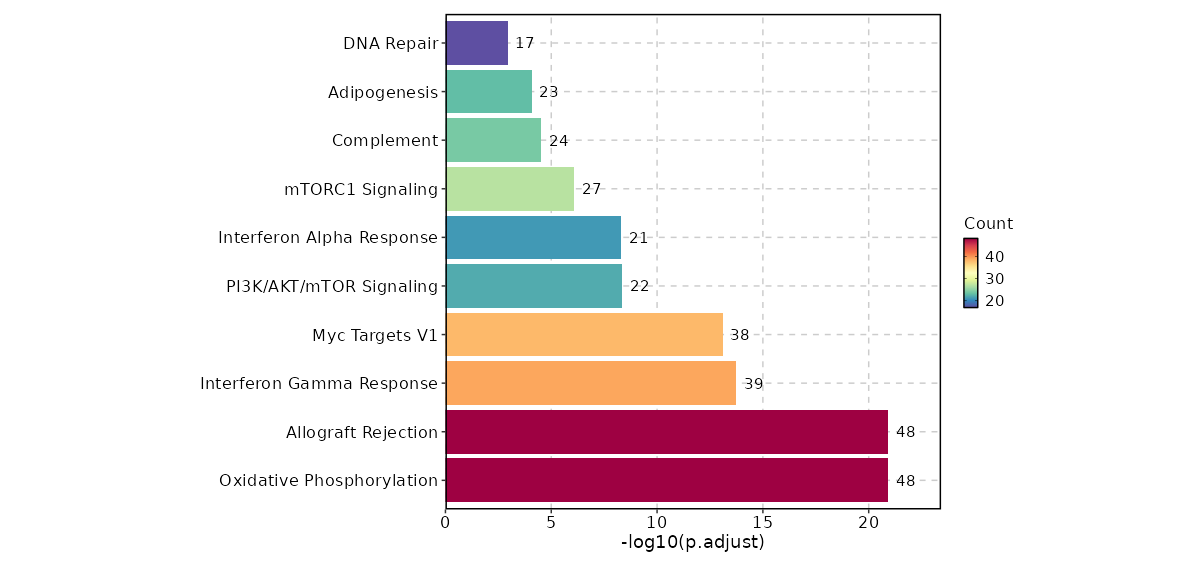 DNA Repair 17
Adipogenesis 23
Complement 24
mTORC1 Signaling 27
Interferon Alpha Response 21
PI3K/AKT/mTOR Signaling 22
Myc Targets V1 38
Interferon Gamma Response 39
Allograft Rejection 48
Oxidative Phosphorylation 48
0 5 10 15 20
-log10(p.adjust)
Count
40
30
20